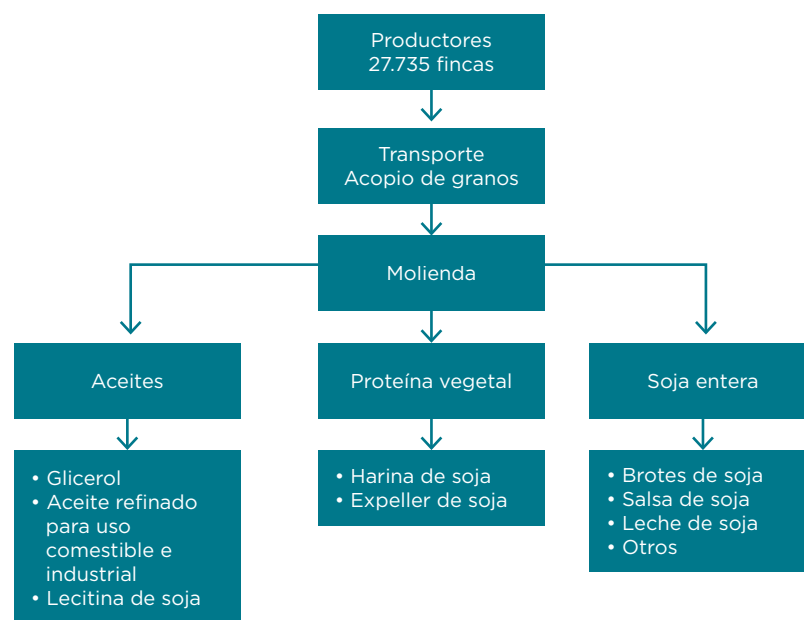 Productores
27.735 fincas
Transporte
Acopio de granos
Molienda
Aceites
Proteína vegetal
Soja entera
• Glicerol
• Aceite refinado
para uso
comestible e
industrial
• Lecitina de soja
• Harina de soja
• Expeller de soja
• Brotes de soja
• Salsa de soja
• Leche de soja
• Otros